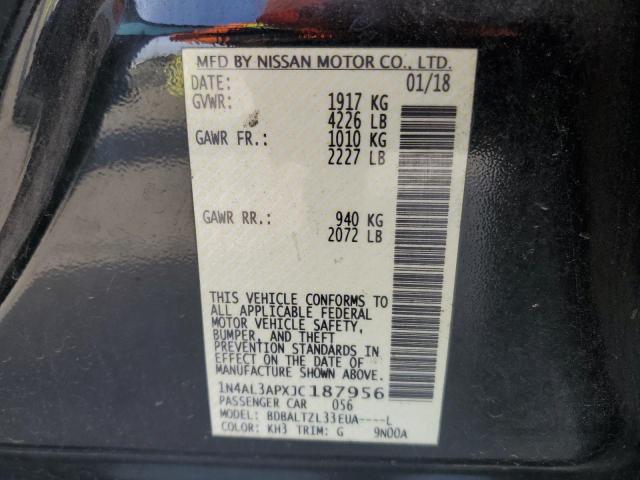 MFD BY NISSAN MOTOR CO., LTD.
DATE: 01/18
GVWR: 1917 KG
4226 LB
GAWR FR.: 1010 KG
2227 LB
GAWR RR.: 940 KG
2072 LB
THIS VEHICLE CONFORMS TO
ALL APPLICABLE FEDERAL
MOTOR VEHICLE SAFETY,
BUMPER, AND THEFT
PREVENTION STANDARDS IN
EFFECT ON THE DATE OF
MANUFACTURE SHOWN ABOVE.
1N4AL3APXJC187956
PASSENGER CAR 056
MODEL: BDBALTZL33EUA----L
COLOR: KH3 TRIM: G 9N00A